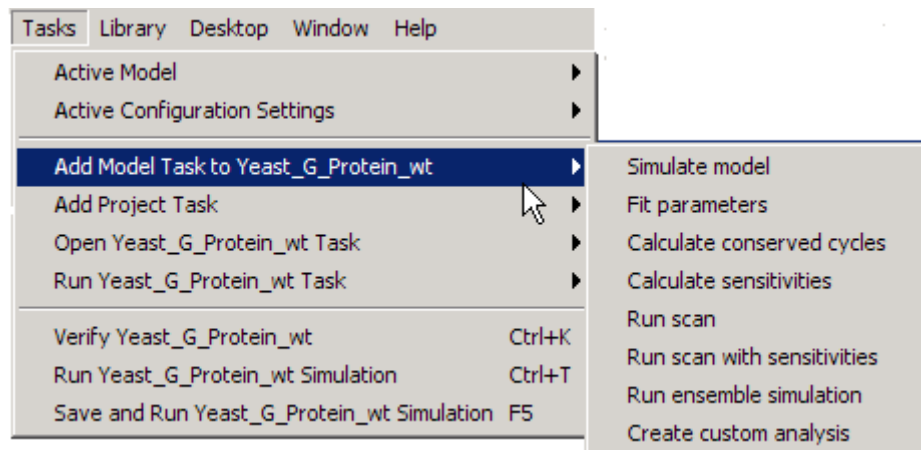 Tasks Library Desktop Window Help
Active Model
Active Configuration Settings
Add Model Task to Yeast_G_Protein_wt
Add Project Task
Open Yeast_G_Protein_wt Task
Run Yeast_G_Protein_wt Task
Verify Yeast_G_Protein_wt Ctrl+K
Run Yeast_G_Protein_wt Simulation Ctrl+T
Save and Run Yeast_G_Protein_wt Simulation F5
Simulate model
Fit parameters
Calculate conserved cycles
Calculate sensitivities
Run scan
Run scan with sensitivities
Run ensemble simulation
Create custom analysis